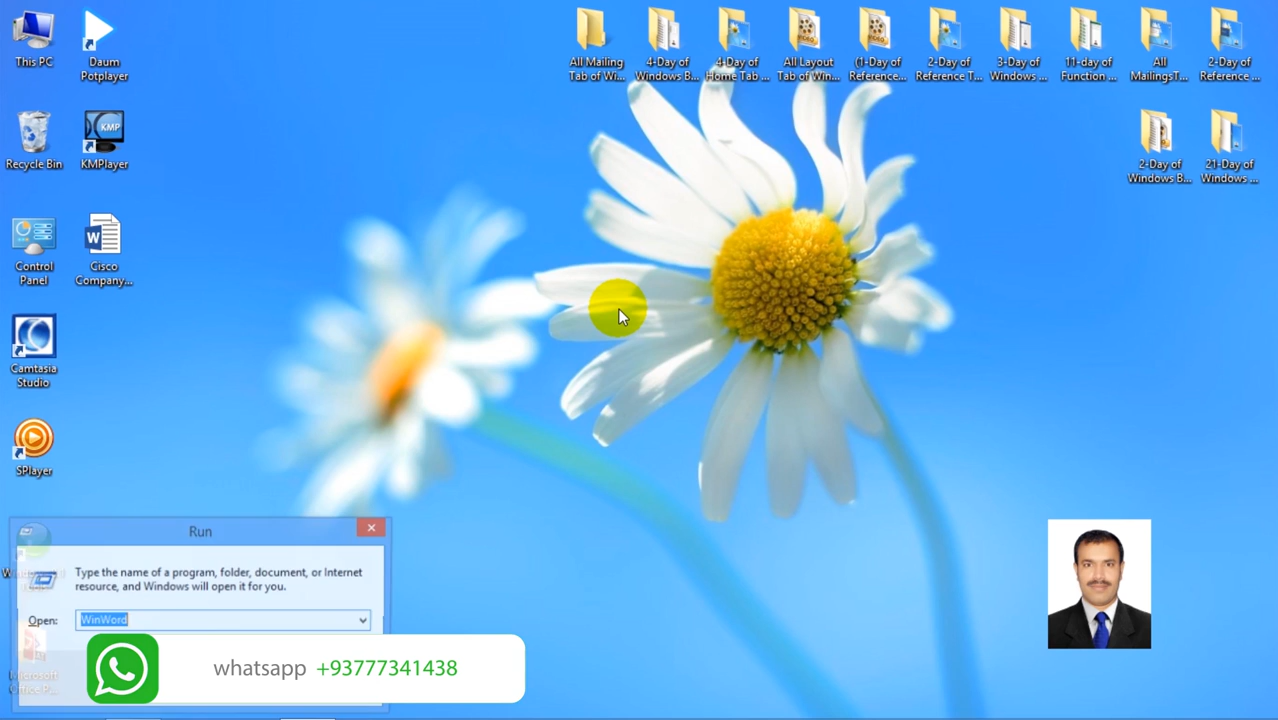 This PC
Daum
Potplayer
All Mailing
Tab of Wi...
4-Day of
Windows B...
4-Day of
Home Tab ...
All Layout
Tab of Win...
(1-Day of
Reference...
2-Day of
Reference T...
3-Day of
Windows ...
11-day of
Function ...
All
MailingsT...
2-Day of
Reference ...
Recycle Bin
KMP
KMPlayer
2-Day of
Windows B...
21-Day of
Windows ...
Control
Panel
Cisco
Company...
Camtasia
Studio
SPlayer
Run
Type the name of a program, folder, document, or Internet
resource, and Windows will open it for you.
Open:
WinWord
Microsoft
Office P...
whatsapp +93777341438